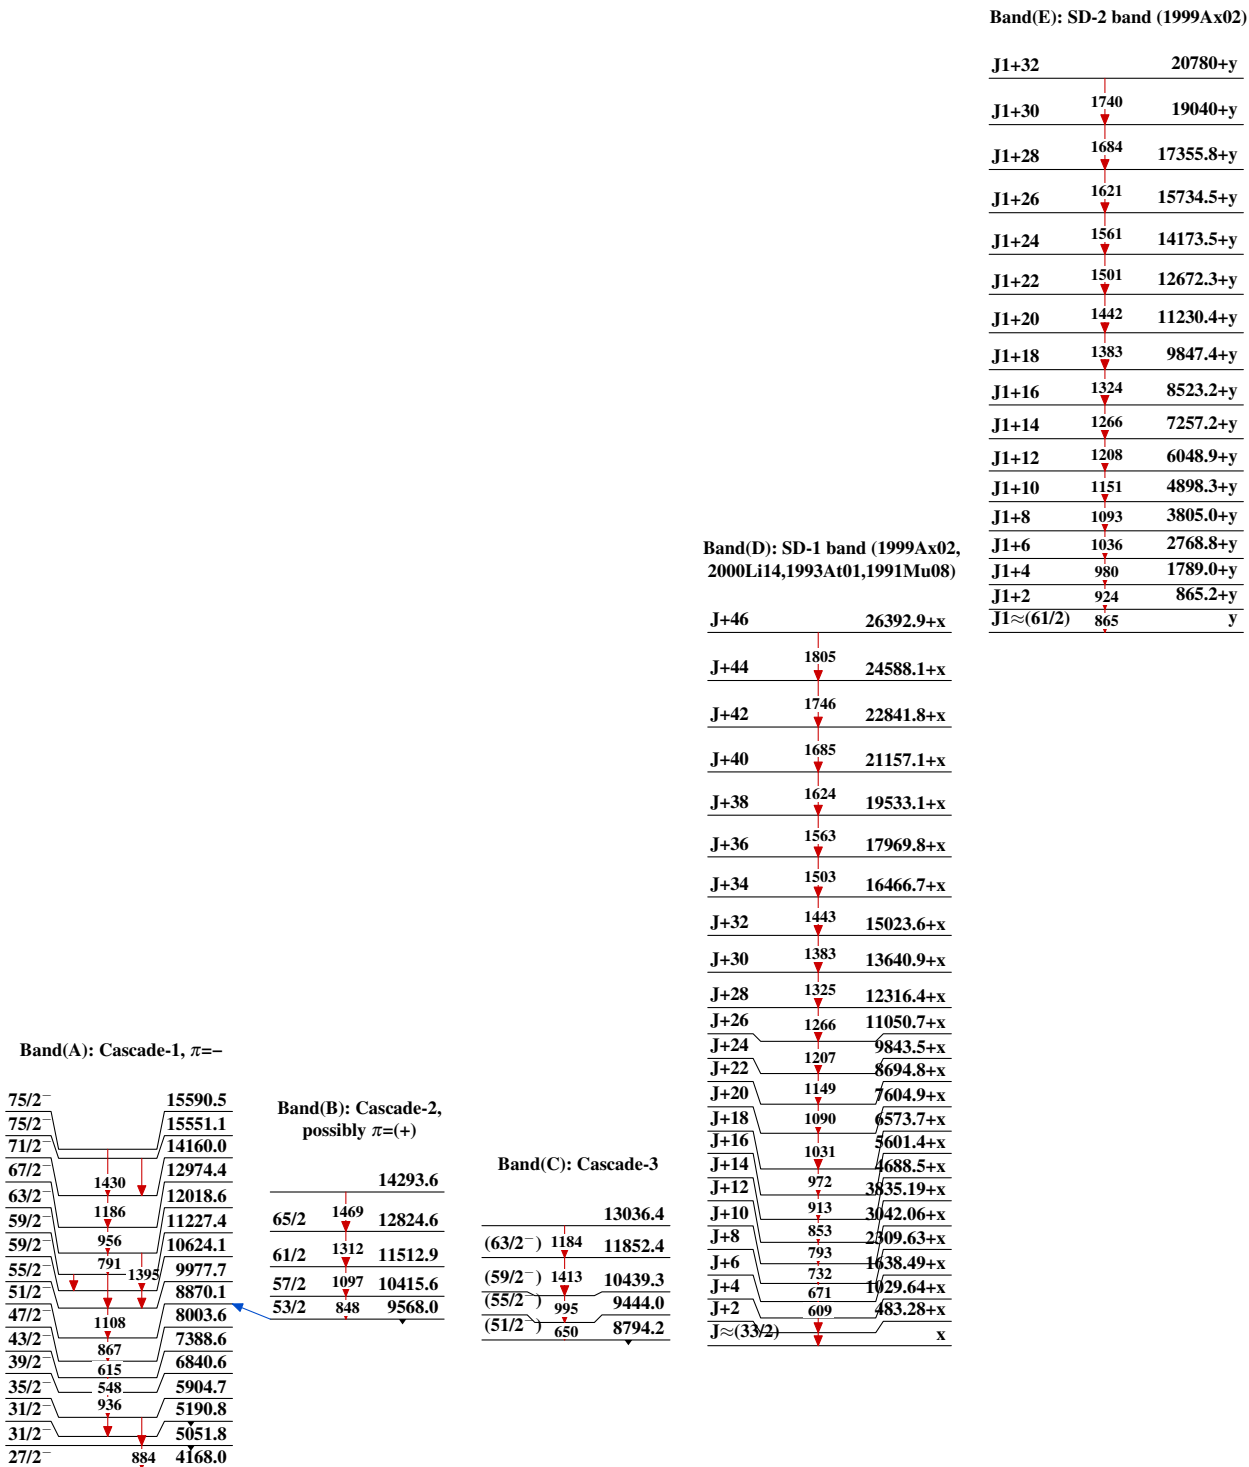 Band(E): SD-2 band (1999Ax02)
J1+32 20780+y
1740
J1+30 19040+y
1684
J1+28 17355.8+y
1621
J1+26 15734.5+y
1561
J1+24 14173.5+y
1501
J1+22 12672.3+y
1442
J1+20 11230.4+y
1383
J1+18 9847.4+y
1324
J1+16 8523.2+y
1266
J1+14 7257.2+y
1208
J1+12 6048.9+y
1151
J1+10 4898.3+y
1093
J1+8 3805.0+y
1036
J1+6 2768.8+y
980
J1+4 1789.0+y
924
J1+2 865.2+y
865
J1≈(61/2) y
Band(D): SD-1 band (1999Ax02,
2000Li14,1993At01,1991Mu08)
J+46 26392.9+x
1805
J+44 24588.1+x
1746
J+42 22841.8+x
1685
J+40 21157.1+x
1624
J+38 19533.1+x
1563
J+36 17969.8+x
1503
J+34 16466.7+x
1443
J+32 15023.6+x
1383
J+30 13640.9+x
1325
J+28 12316.4+x
1266
J+26 11050.7+x
1207
J+24 9843.5+x
1149
J+22 8694.8+x
1090
J+20 7604.9+x
1031
J+18 6573.7+x
972
J+16 5601.4+x
913
J+14 4688.5+x
853
J+12 3835.19+x
793
J+10 3042.06+x
732
J+8 2309.63+x
671
J+6 1638.49+x
609
J+4 1029.64+x
J+2 483.28+x
J≈(33/2) x
Band(A): Cascade-1, π=−
75/2− 15590.5
75/2− 15551.1
71/2− 14160.0
67/2− 12974.4
63/2− 12018.6
59/2− 11227.4
59/2− 10624.1
55/2− 9977.7
51/2− 8870.1
47/2− 8003.6
43/2− 7388.6
39/2− 6840.6
35/2− 5904.7
31/2− 5190.8
31/2− 5051.8
27/2− 4168.0
1430
1186
956
791
1395
1108
867
615
548
936
884
Band(B): Cascade-2,
possibly π=(+)
14293.6
1469
65/2 12824.6
1312
61/2 11512.9
1097
57/2 10415.6
848
53/2 9568.0
Band(C): Cascade-3
13036.4
1184
(63/2−) 11852.4
1413
(59/2−) 10439.3
995
(55/2−) 9444.0
650
(51/2−) 8794.2